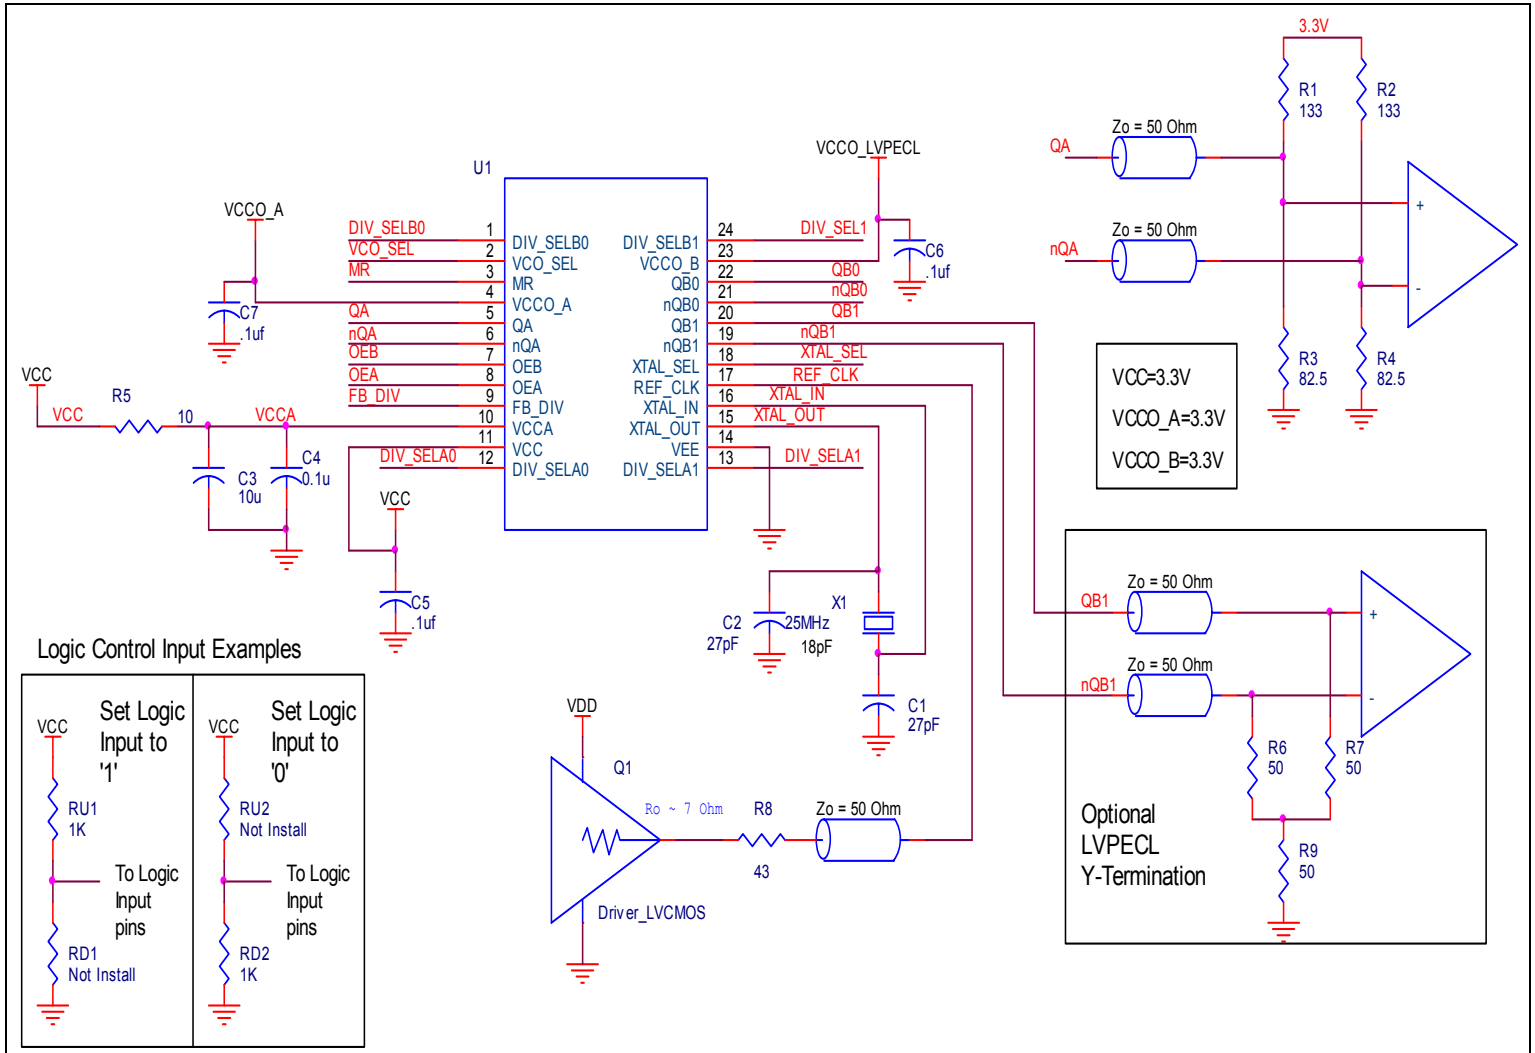 3.3V
R1
133
R2
133
QA
Zo = 50 Ohm
nQA
Zo = 50 Ohm
+
-
R3
82.5
R4
82.5
U1
VCCO_LVPECL
C6
.1uf
VCCO_A
C7
.1uf
DIV_SELB0
1
DIV_SELB0
VCO_SEL
2
VCO_SEL
MR
3
MR
4
VCCO_A
QA
5
QA
nQA
6
nQA
OEB
7
OEB
OEA
8
OEA
FB_DIV
9
FB_DIV
10
VCCA
11
VCC
DIV_SELA0
12
DIV_SELA0
DIV_SELB1
24
DIV_SEL1
VCCO_B
23
QB0
22
QB0
nQB0
21
nQB0
QB1
20
QB1
nQB1
19
nQB1
XTAL_SEL
18
XTAL_SEL
REF_CLK
17
REF_CLK
XTAL_IN
16
XTAL_IN
XTAL_OUT
15
XTAL_OUT
VEE
14
DIV_SELA1
13
DIV_SELA1
VCC
VCC
R5
10
VCCA
C3
10u
C4
0.1u
VCC
C5
.1uf
VCC=3.3V
VCCO_A=3.3V
VCCO_B=3.3V
C2
27pF
X1
25MHz
18pF
C1
27pF
QB1
Zo = 50 Ohm
nQB1
Zo = 50 Ohm
+
-
R6
50
R7
50
R9
50
Optional
LVPECL
Y-Termination
VDD
Q1
Ro ~ 7 Ohm
R8
43
Zo = 50 Ohm
Driver_LVCMOS
Logic Control Input Examples
VCC
Set Logic
Input to
'1'
RU1
1K
To Logic
Input
pins
RD1
Not Install
VCC
Set Logic
Input to
'0'
RU2
Not Install
To Logic
Input
pins
RD2
1K